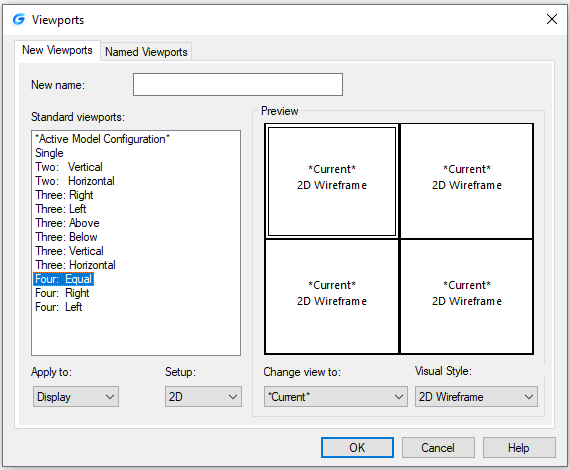 Viewports
New Viewports Named Viewports
New name:
Standard viewports:
*Active Model Configuration*
Single
Two: Vertical
Two: Horizontal
Three: Right
Three: Left
Three: Above
Three: Below
Three: Vertical
Three: Horizontal
Four: Equal
Four: Right
Four: Left
Preview
*Current* *Current*
2D Wireframe 2D Wireframe
*Current* *Current*
2D Wireframe 2D Wireframe
Apply to: Setup: Change view to: Visual Style:
Display 2D *Current* 2D Wireframe
OK Cancel Help